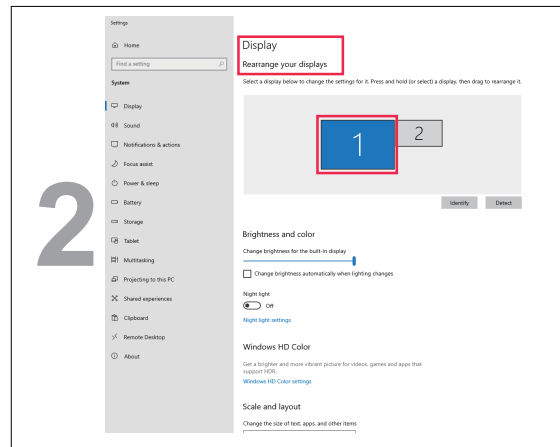 2
Settings
Home
Find a setting
System
Display
Sound
Notifications & actions
Focus assist
Power & sleep
Battery
Storage
Tablet
Multitasking
Projecting to this PC
Shared experiences
Clipboard
Remote Desktop
About
Display
Rearrange your displays
Select a display below to change the settings for it. Press and hold (or select) a display, then drag to rearrange it.
1
2
Identify
Detect
Brightness and color
Change brightness for the built-in display
Change brightness automatically when lighting changes
Night light
Off
Night light settings
Windows HD Color
Get a brighter and more vibrant picture for videos, games and apps that
support HDR.
Windows HD Color settings
Scale and layout
Change the size of text, apps, and other items